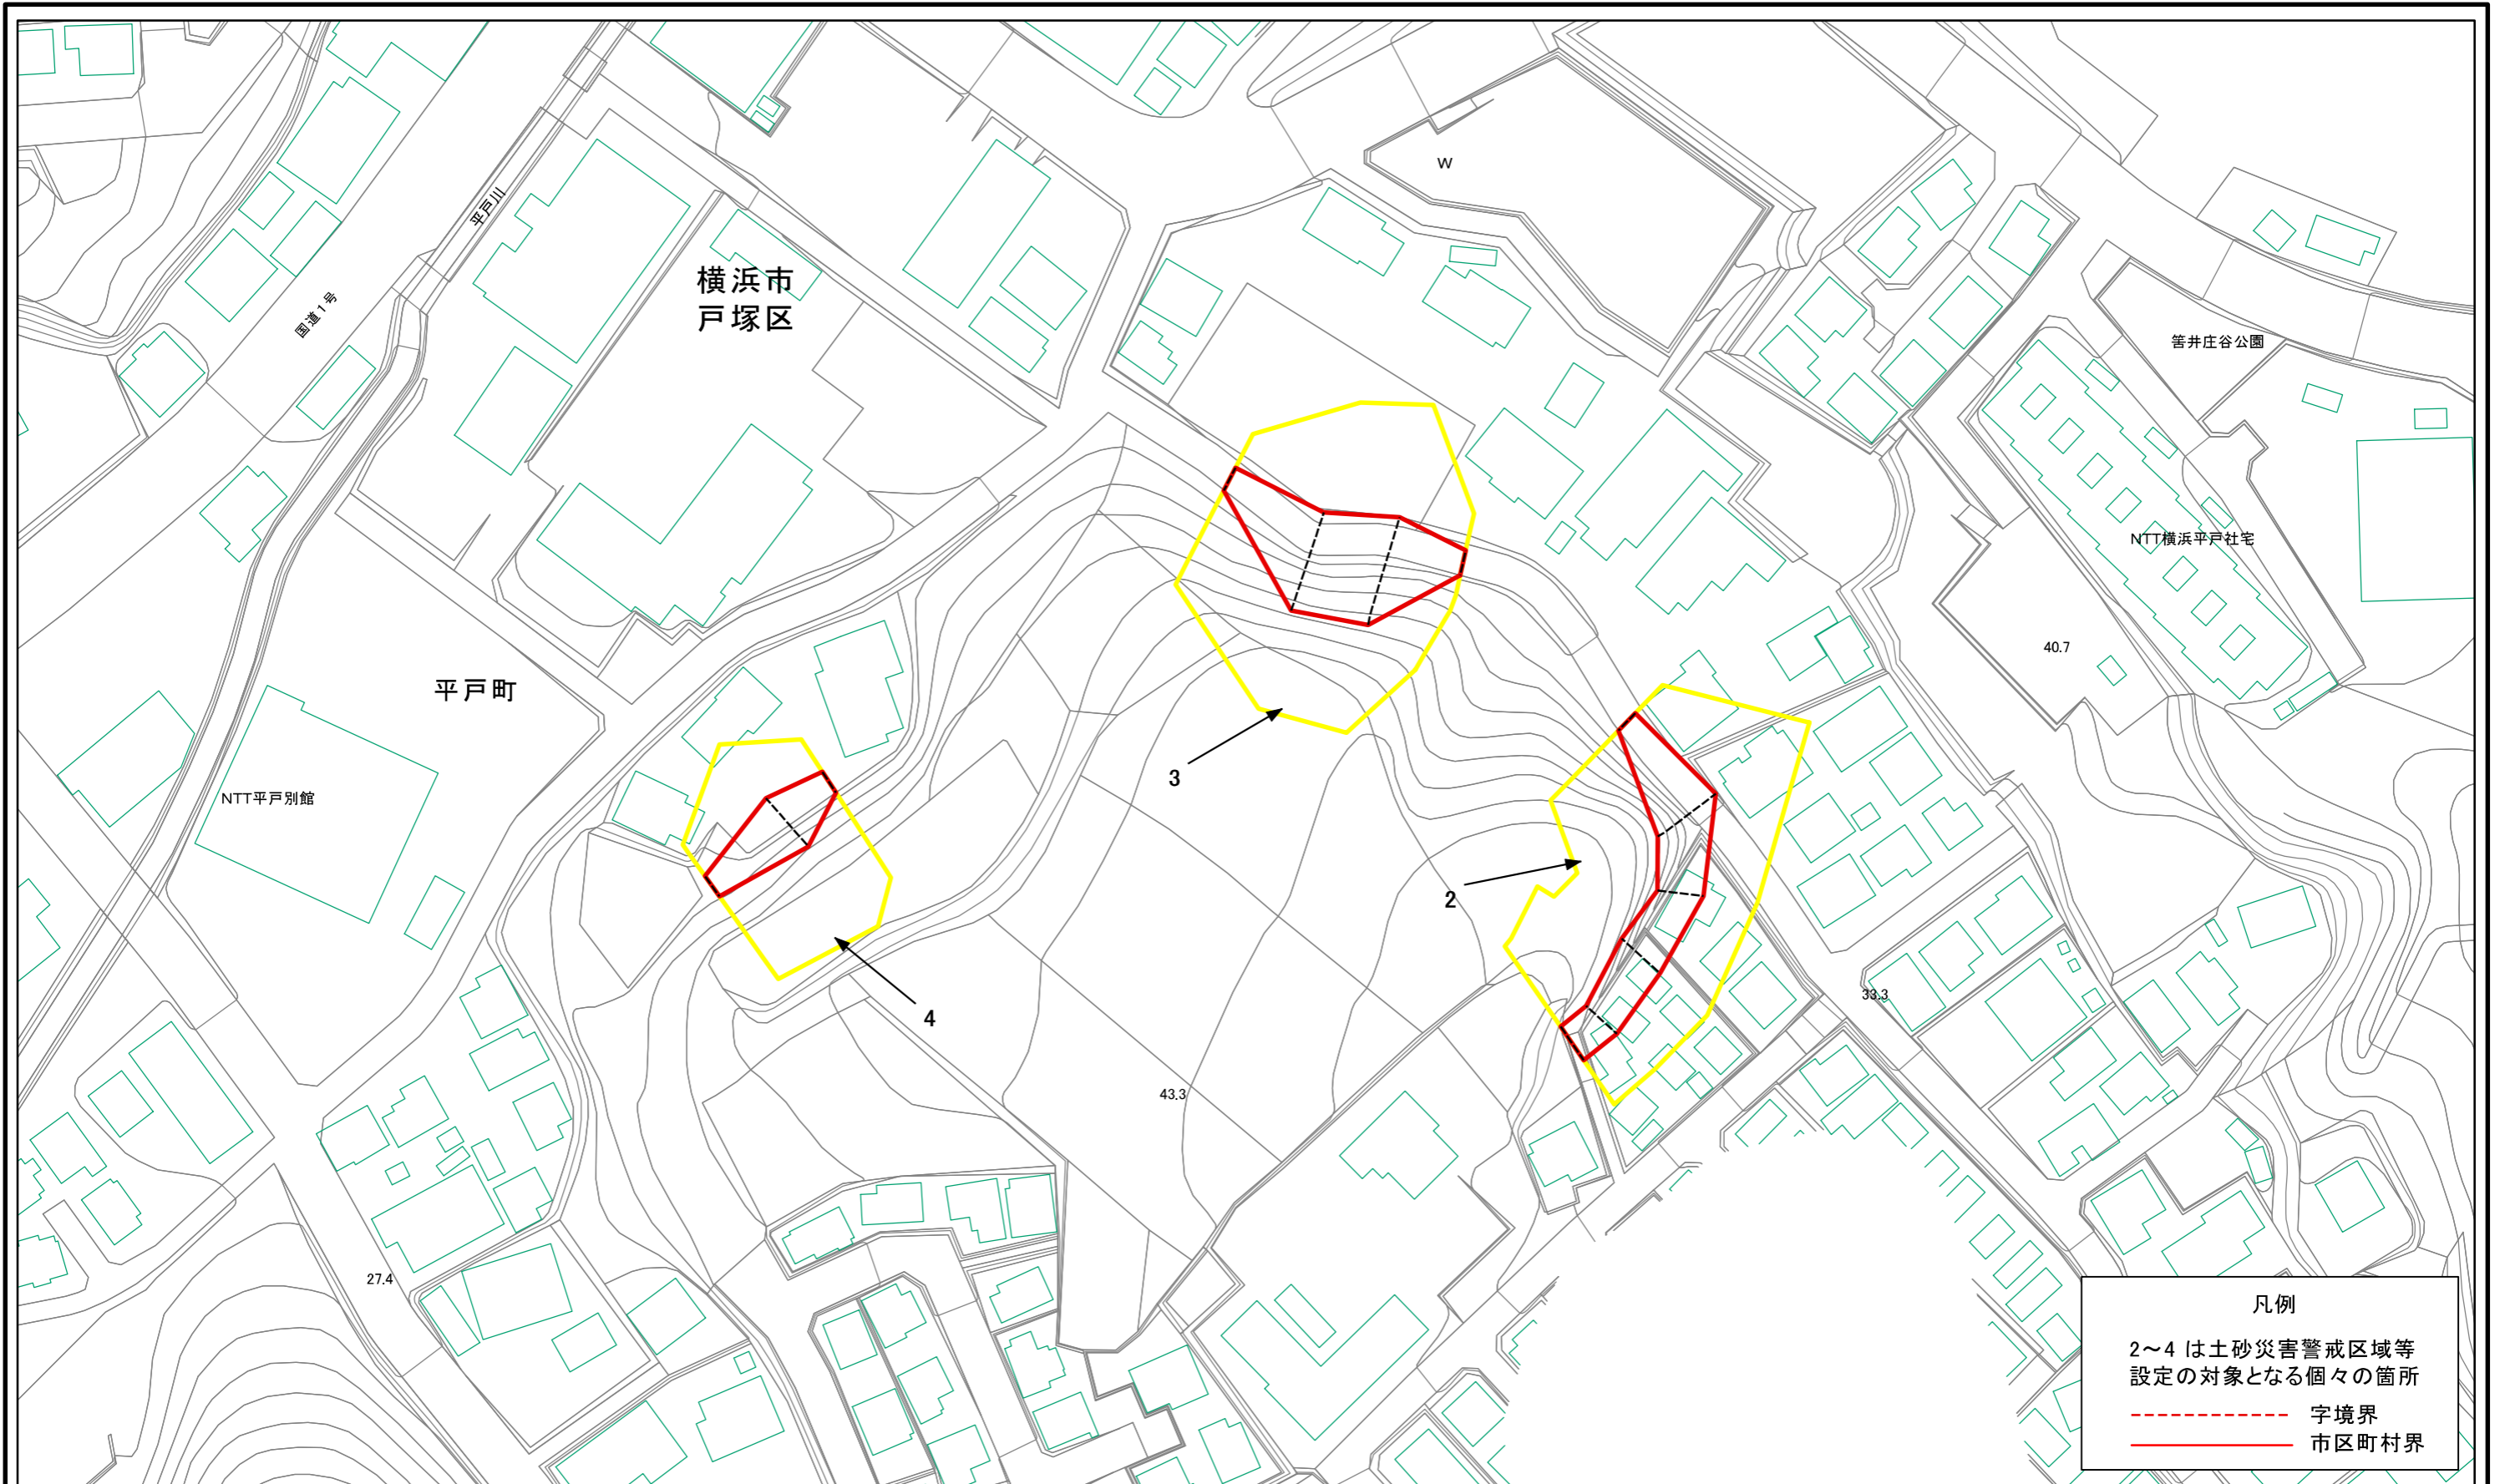 W
平戸川
横浜市
戸塚区
国道1号
笘井庄谷公園
NTT横浜平戸社宅
40.7
平戸町
3
NTT平戸別館
2
33.3
4
43.3
27.4
凡例
2～4 は土砂災害警戒区域等
設定の対象となる個々の箇所
字境界
市区町村界